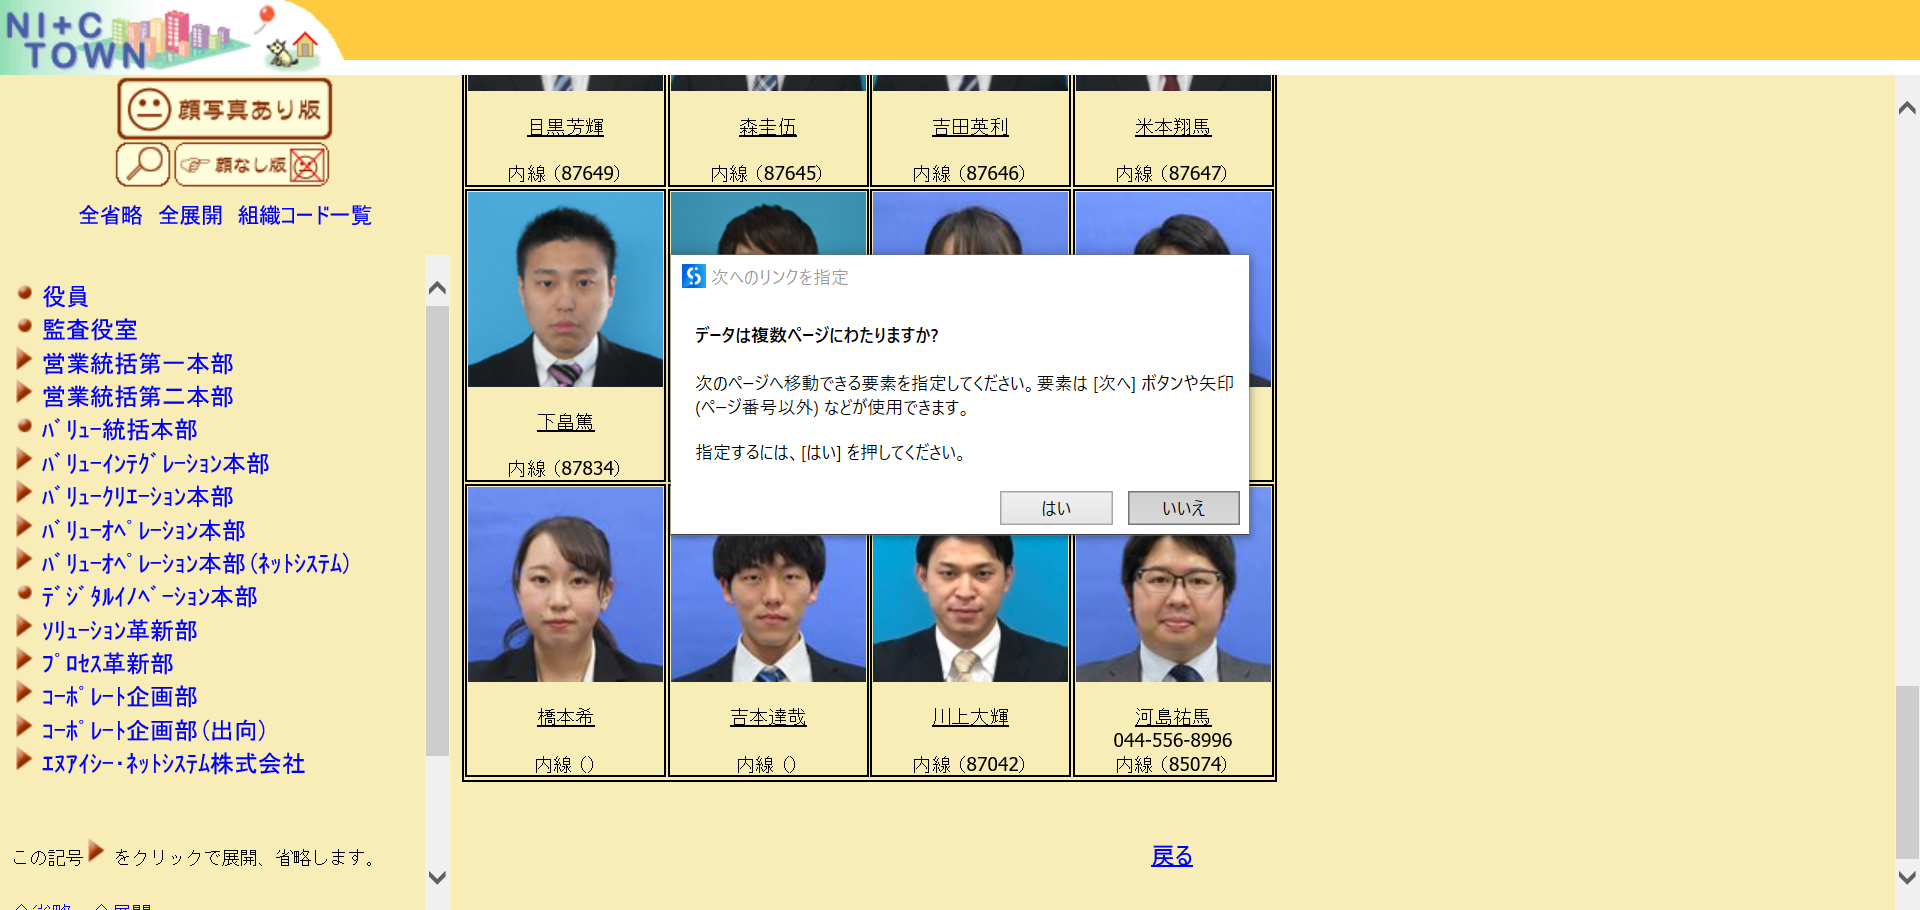 NI+C
TOWN
顔写真あり版
顔なし版
全省略 全展開 組織コード一覧
役員
監査役室
営業統括第一本部
営業統括第二本部
ﾊﾞﾘｭｰ統括本部
ﾊﾞﾘｭｰｲﾝﾃｸﾞﾚｰｼｮﾝ本部
ﾊﾞﾘｭｰｸﾘｴｰｼｮﾝ本部
ﾊﾞﾘｭｰｵﾍﾟﾚｰｼｮﾝ本部
ﾊﾞﾘｭｰｵﾍﾟﾚｰｼｮﾝ本部(ﾈｯﾄｼｽﾃﾑ)
ﾃﾞｼﾞﾀﾙｲﾉﾍﾞｰｼｮﾝ本部
ｿﾘｭｰｼｮﾝ革新部
ﾌﾟﾛｾｽ革新部
ｺｰﾎﾟﾚｰﾄ企画部
ｺｰﾎﾟﾚｰﾄ企画部(出向)
ｴﾇｱｲｼｰ･ﾈｯﾄｼｽﾃﾑ株式会社
この記号 をクリックで展開、省略します。
目黒芳輝 森圭伍 吉田英利 米本翔馬
内線 (87649) 内線 (87645) 内線 (87646) 内線 (87647)
下畠篤
内線 (87834)
次へのリンクを指定
データは複数ページにわたりますか?
次のページへ移動できる要素を指定してください。要素は [次へ] ボタンや矢印
(ページ番号以外) などが使用できます。
指定するには、[はい] を押してください。
はい いいえ
橋本希 吉本達哉 川上大輝 河島祐馬
044-556-8996
内線 () 内線 () 内線 (87042) 内線 (85074)
戻る